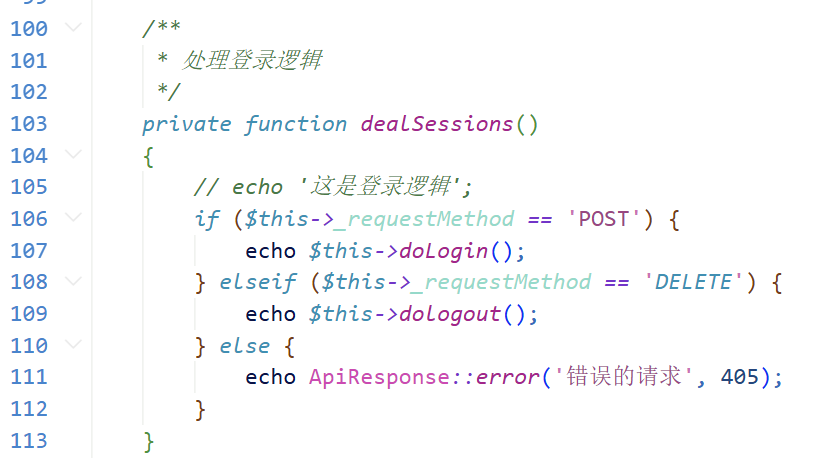 99
100 /**
101 * 处理登录逻辑
102 */
103 private function dealSessions()
104 {
105 // echo '这是登录逻辑';
106 if ($this->_requestMethod == 'POST') {
107 echo $this->doLogin();
108 } elseif ($this->_requestMethod == 'DELETE') {
109 echo $this->dologout();
110 } else {
111 echo ApiResponse::error('错误的请求', 405);
112 }
113 }